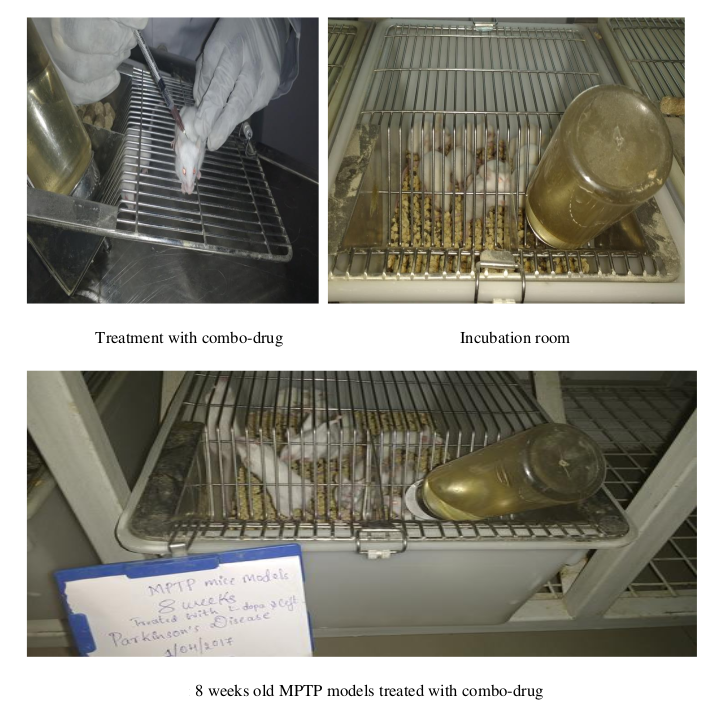 Treatment with combo-drug
Incubation room
MPTP mice Models
8 weeks
Treated with L-dopa &
Parkinson's Disease
1/04/2017
8 weeks old MPTP models treated with combo-drug